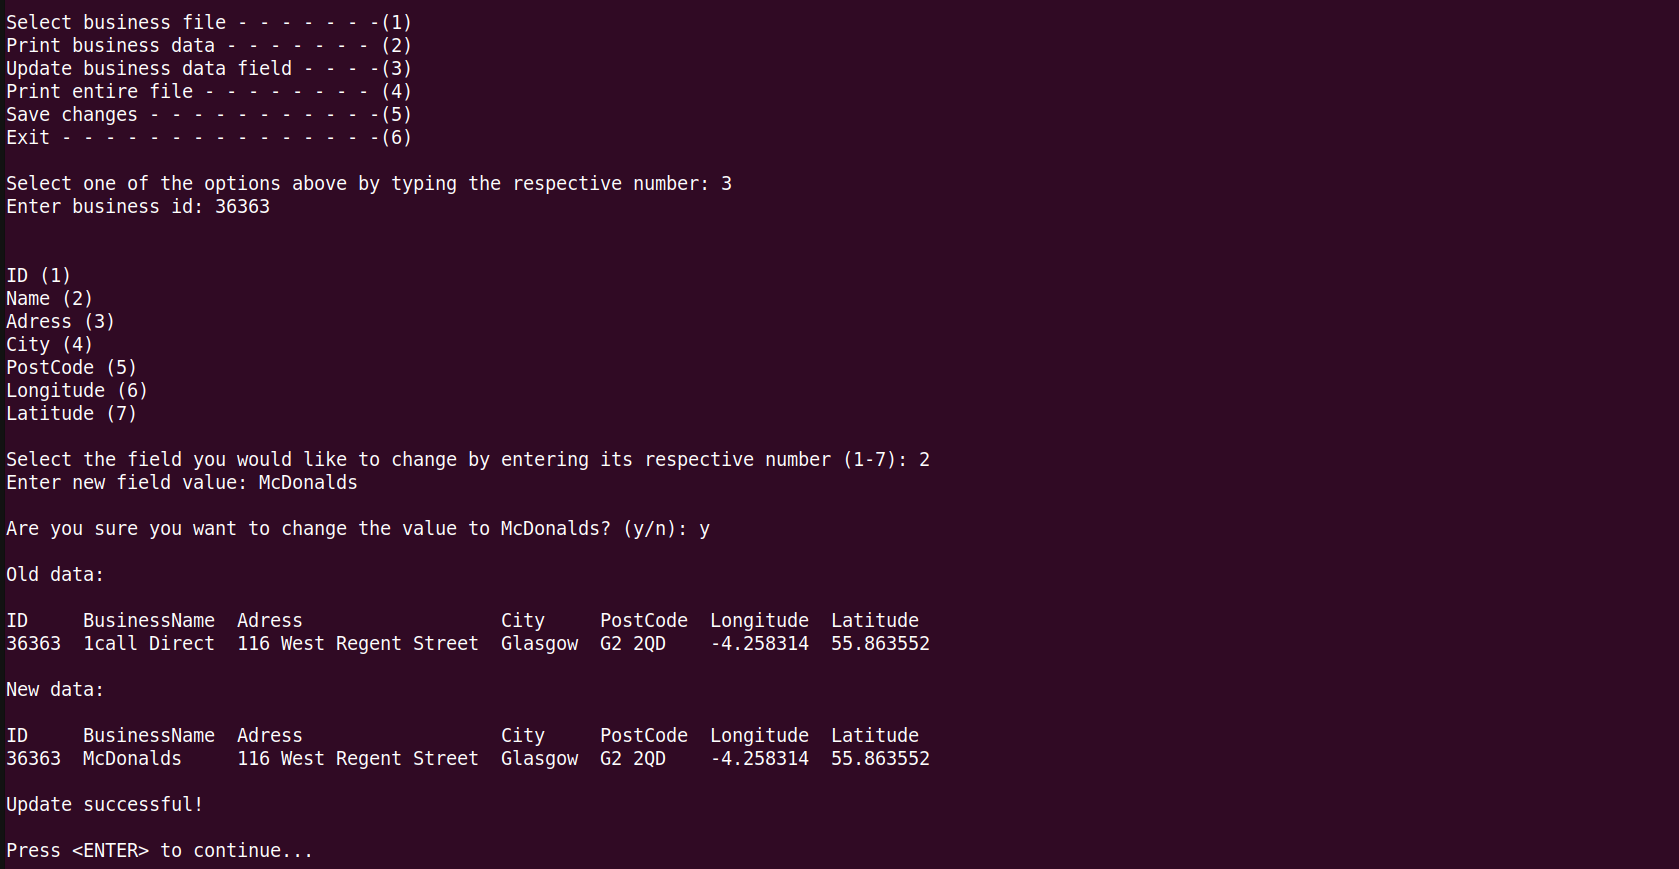 Select business file - - - - - - -(1)
Print business data - - - - - - - (2)
Update business data field - - - -(3)
Print entire file - - - - - - - - (4)
Save changes - - - - - - - - - - -(5)
Exit - - - - - - - - - - - - - - -(6)
Select one of the options above by typing the respective number: 3
Enter business id: 36363
ID (1)
Name (2)
Adress (3)
City (4)
PostCode (5)
Longitude (6)
Latitude (7)
Select the field you would like to change by entering its respective number (1-7): 2
Enter new field value: McDonalds
Are you sure you want to change the value to McDonalds? (y/n): y
Old data:
ID     BusinessName  Adress                  City     PostCode  Longitude  Latitude
36363  1call Direct  116 West Regent Street  Glasgow  G2 2QD    -4.258314  55.863552
New data:
ID     BusinessName  Adress                  City     PostCode  Longitude  Latitude
36363  McDonalds     116 West Regent Street  Glasgow  G2 2QD    -4.258314  55.863552
Update successful!
Press <ENTER> to continue...